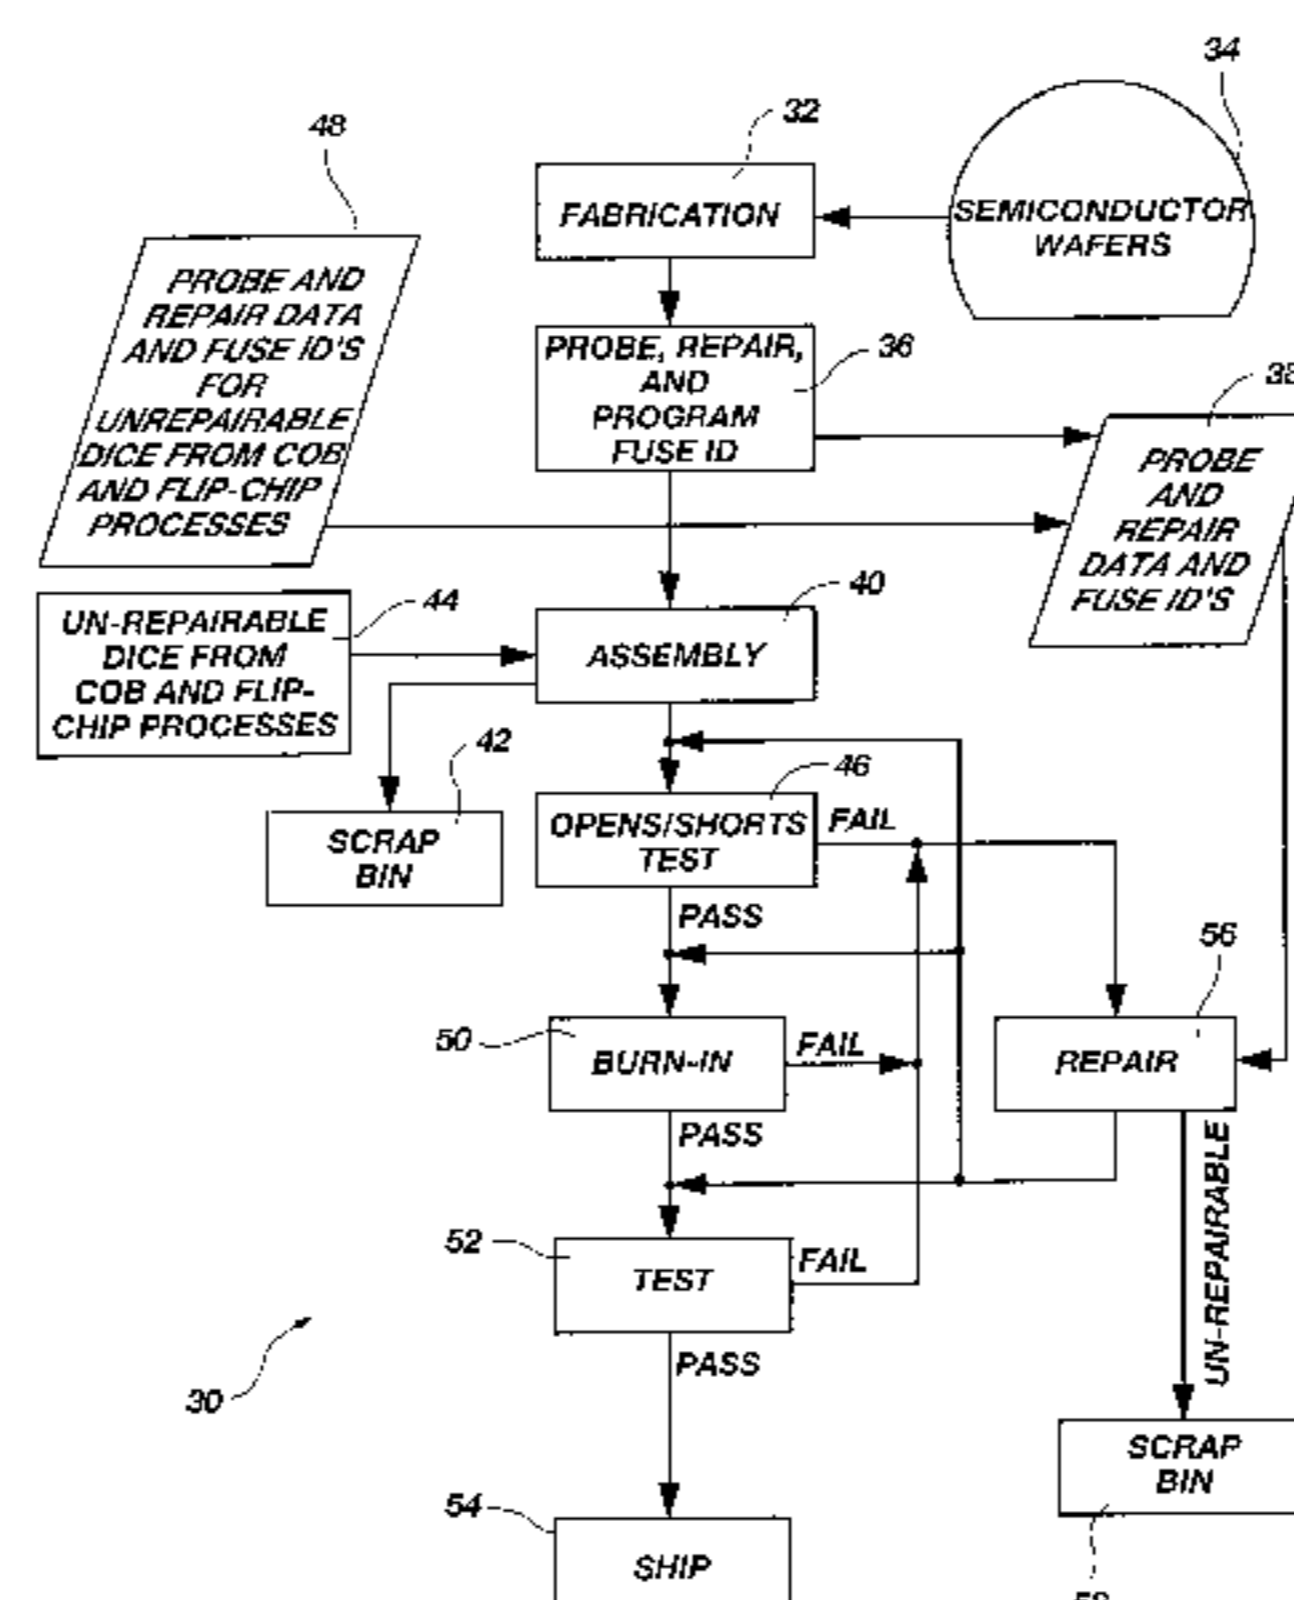 34
32
48
FABRICATION
SEMICONDUCTOR
WAFERS
PROBE AND
REPAIR DATA
AND FUSE ID'S
FOR
UNREPAIRABLE
DICE FROM COB
AND FLIP-CHIP
PROCESSES
PROBE, REPAIR,
AND
PROGRAM
FUSE ID
36
PROBE
AND
REPAIR
DATA AND
FUSE ID'S
40
44
UN-REPAIRABLE
DICE FROM
COB AND FLIP-
CHIP PROCESSES
ASSEMBLY
42
46
SCRAP
BIN
OPENS/SHORTS
TEST
FAIL
PASS
56
50
BURN-IN
FAIL
REPAIR
PASS
UN-REPAIRABLE
52
TEST
FAIL
PASS
30
SCRAP
BIN
54
SHIP